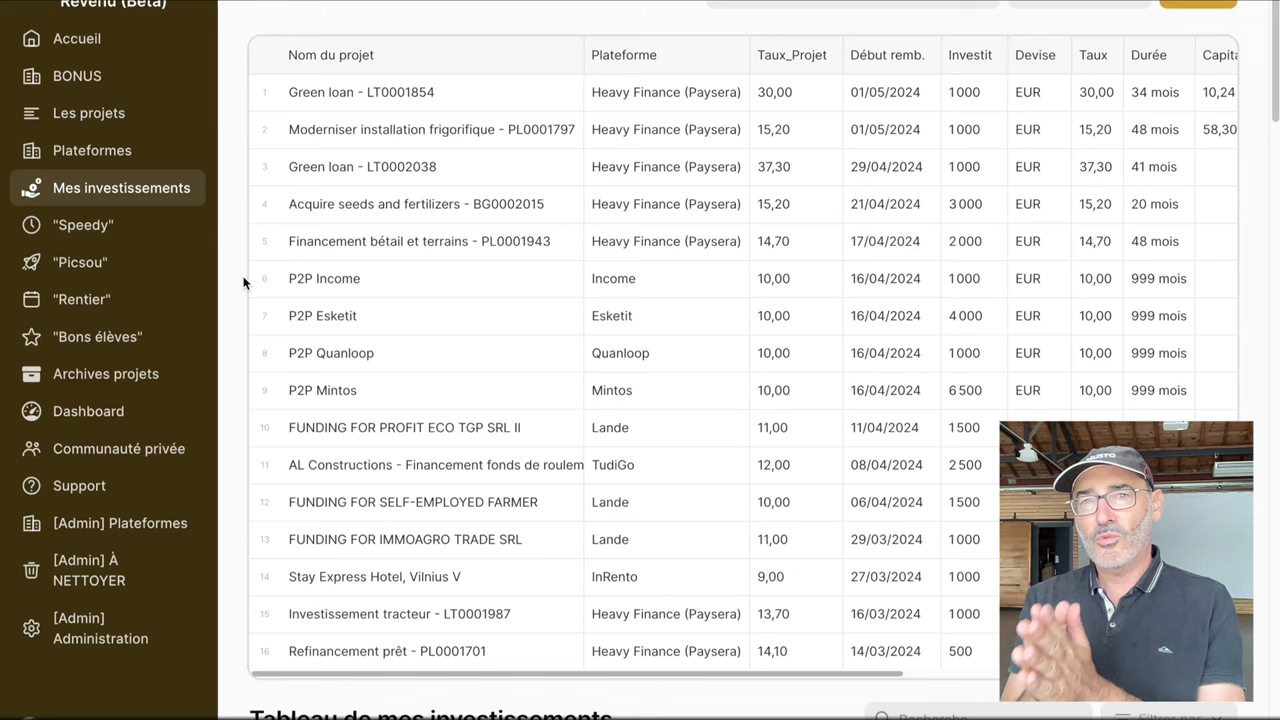 Revenu (Beta)
Accueil
BONUS
Les projets
Plateformes
Mes investissements
"Speedy"
"Picsou"
"Rentier"
"Bons élèves"
Archives projets
Dashboard
Communauté privée
Support
[Admin] Plateformes
[Admin] À
NETTOYER
[Admin]
Administration
Nom du projet Plateforme Taux_Projet Début remb. Investit Devise Taux Durée Capita
1 Green loan - LT0001854 Heavy Finance (Paysera) 30,00 01/05/2024 1 000 EUR 30,00 34 mois 10,24
2 Moderniser installation frigorifique - PL0001797 Heavy Finance (Paysera) 15,20 01/05/2024 1 000 EUR 15,20 48 mois 58,30
3 Green loan - LT0002038 Heavy Finance (Paysera) 37,30 29/04/2024 1 000 EUR 37,30 41 mois
4 Acquire seeds and fertilizers - BG0002015 Heavy Finance (Paysera) 15,20 21/04/2024 3 000 EUR 15,20 20 mois
5 Financement bétail et terrains - PL0001943 Heavy Finance (Paysera) 14,70 17/04/2024 2 000 EUR 14,70 48 mois
6 P2P Income Income 10,00 16/04/2024 1 000 EUR 10,00 999 mois
7 P2P Esketit Esketit 10,00 16/04/2024 4 000 EUR 10,00 999 mois
8 P2P Quanloop Quanloop 10,00 16/04/2024 1 000 EUR 10,00 999 mois
9 P2P Mintos Mintos 10,00 16/04/2024 6 500 EUR 10,00 999 mois
10 FUNDING FOR PROFIT ECO TGP SRL II Lande 11,00 11/04/2024 1 500
11 AL Constructions - Financement fonds de roulem TudiGo 12,00 08/04/2024 2 500
12 FUNDING FOR SELF-EMPLOYED FARMER Lande 10,00 06/04/2024 1 500
13 FUNDING FOR IMMOAGRO TRADE SRL Lande 11,00 29/03/2024 1 000
14 Stay Express Hotel, Vilnius V InRento 9,00 27/03/2024 1 000
15 Investissement tracteur - LT0001987 Heavy Finance (Paysera) 13,70 16/03/2024 1 000
16 Refinancement prêt - PL0001701 Heavy Finance (Paysera) 14,10 14/03/2024 500
Tableau de mes investissements
Recherche
Filtrer par